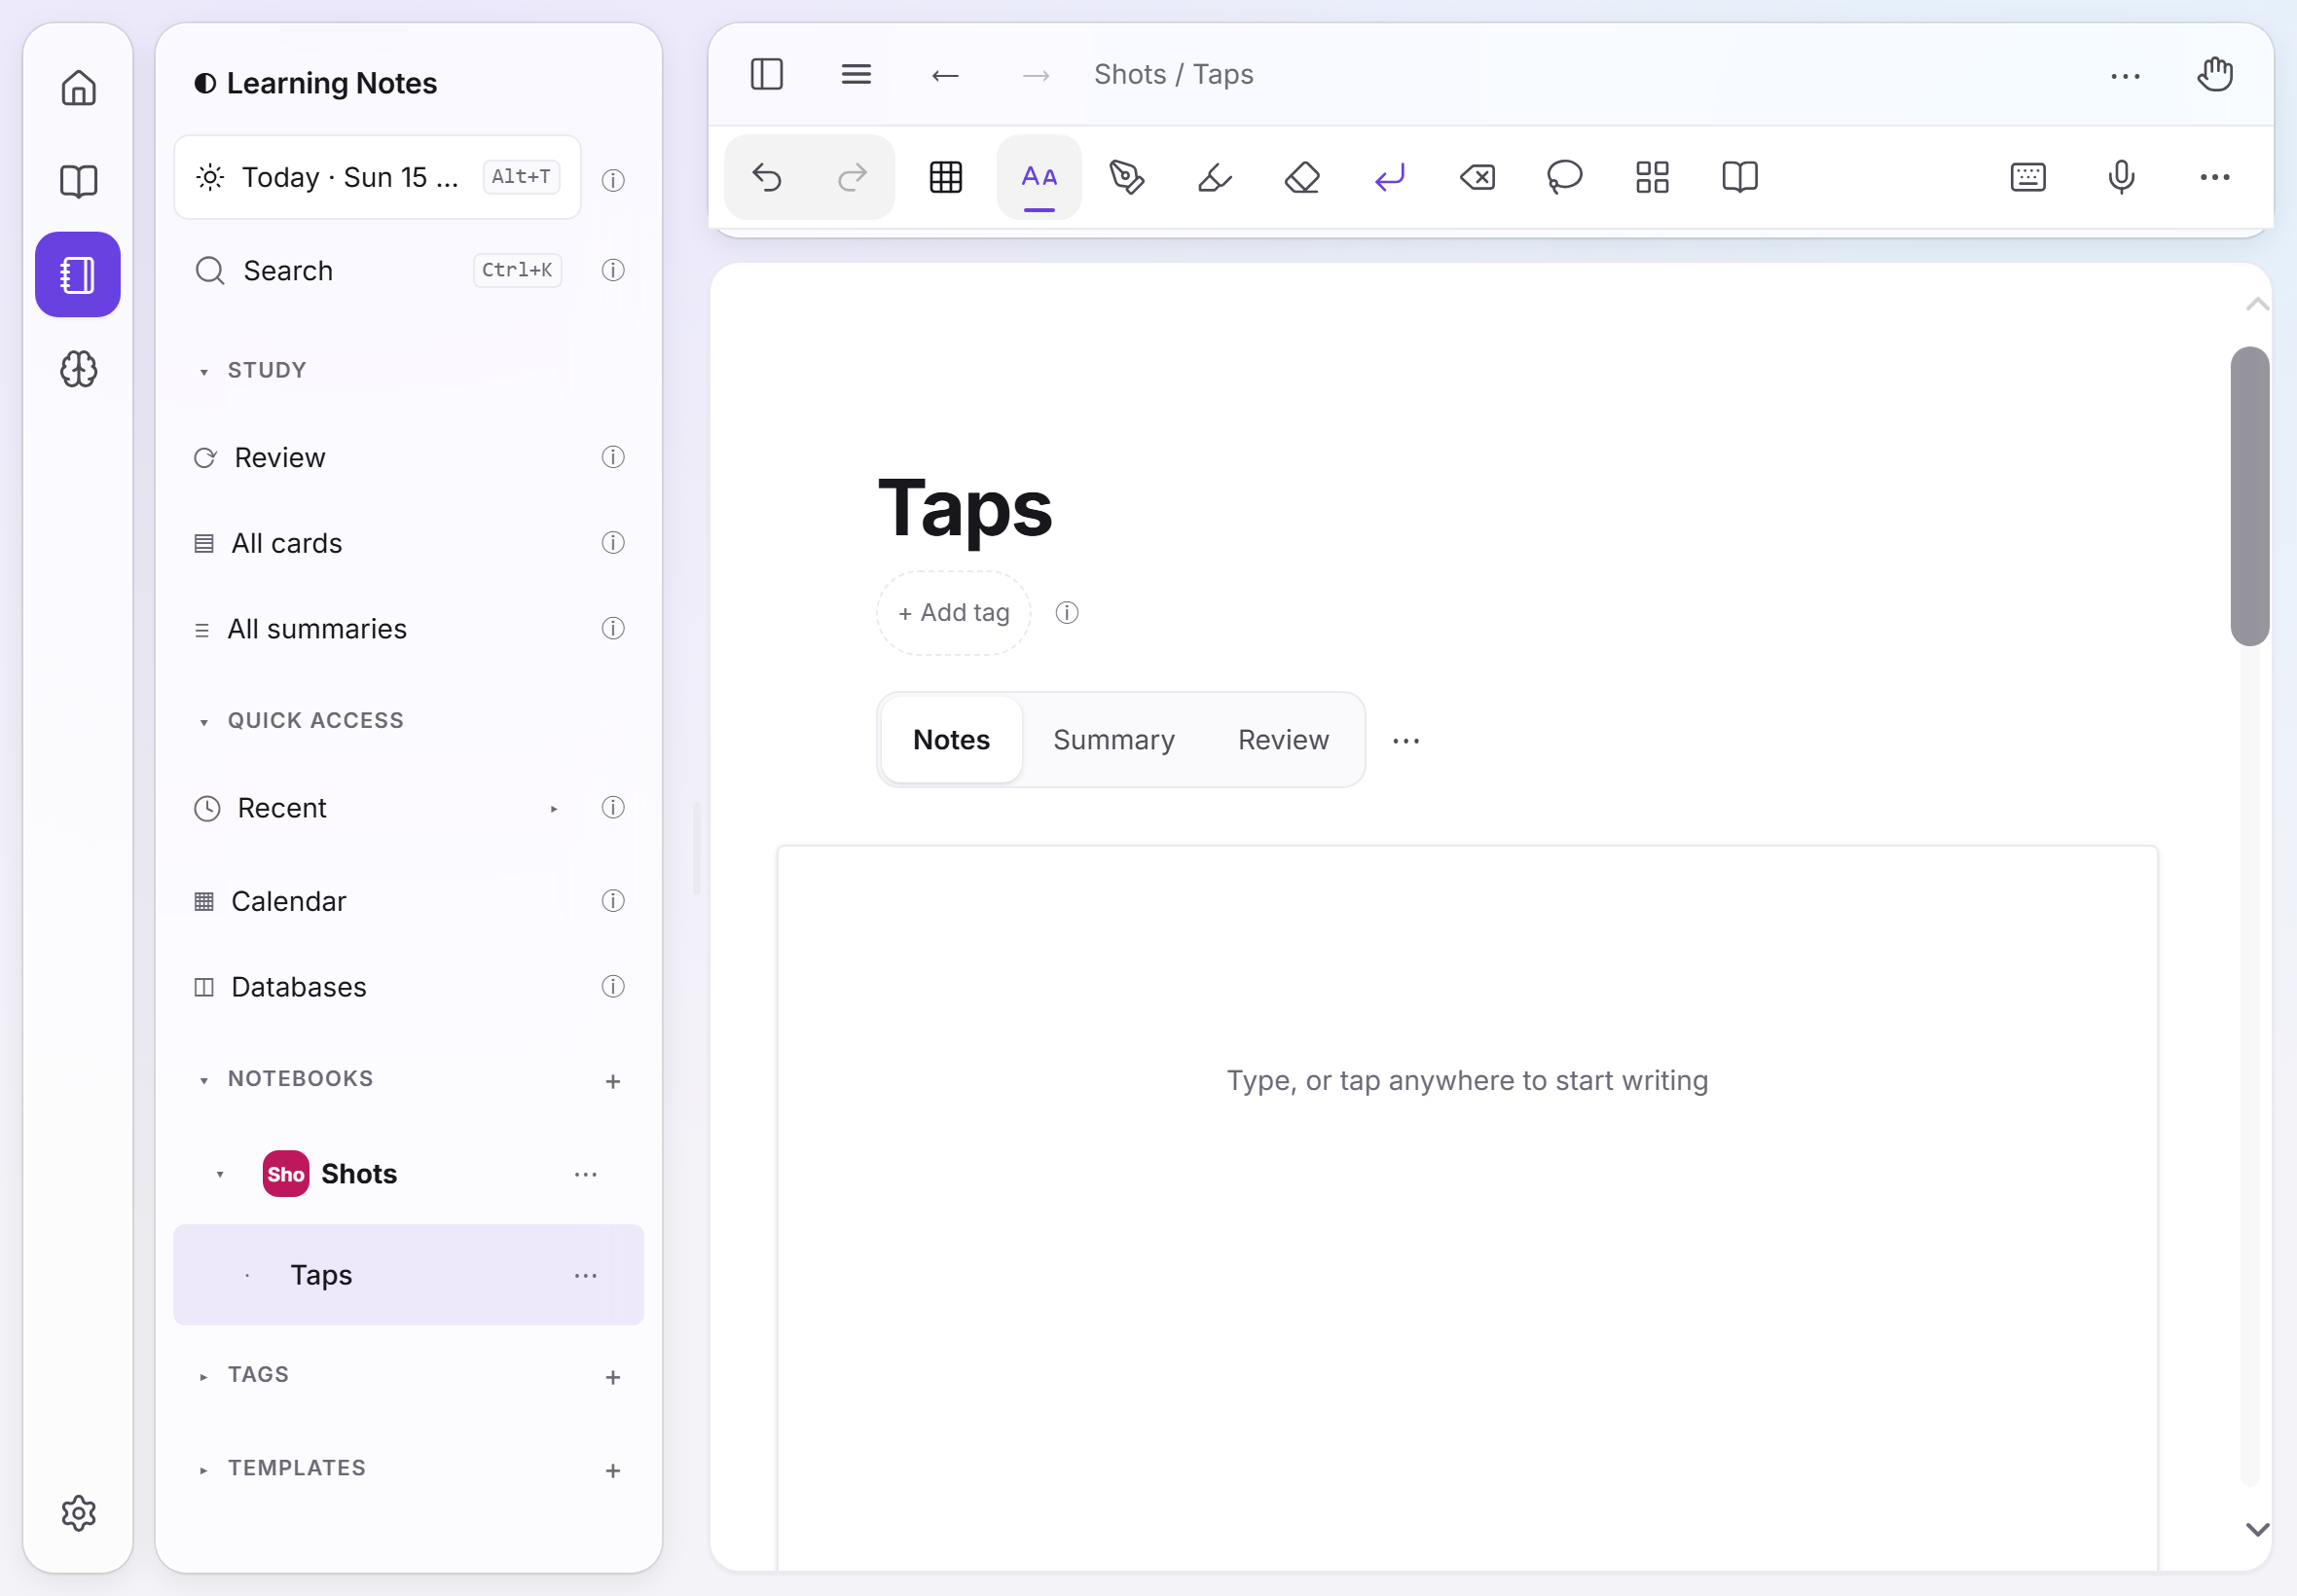 Learning Notes
Today · Sun 15 ... Alt+T
Search Ctrl+K
STUDY
Review
All cards
All summaries
QUICK ACCESS
Recent
Calendar
Databases
NOTEBOOKS
Sho Shots
Taps
TAGS
TEMPLATES
Shots / Taps
Taps
+ Add tag
Notes Summary Review
Type, or tap anywhere to start writing